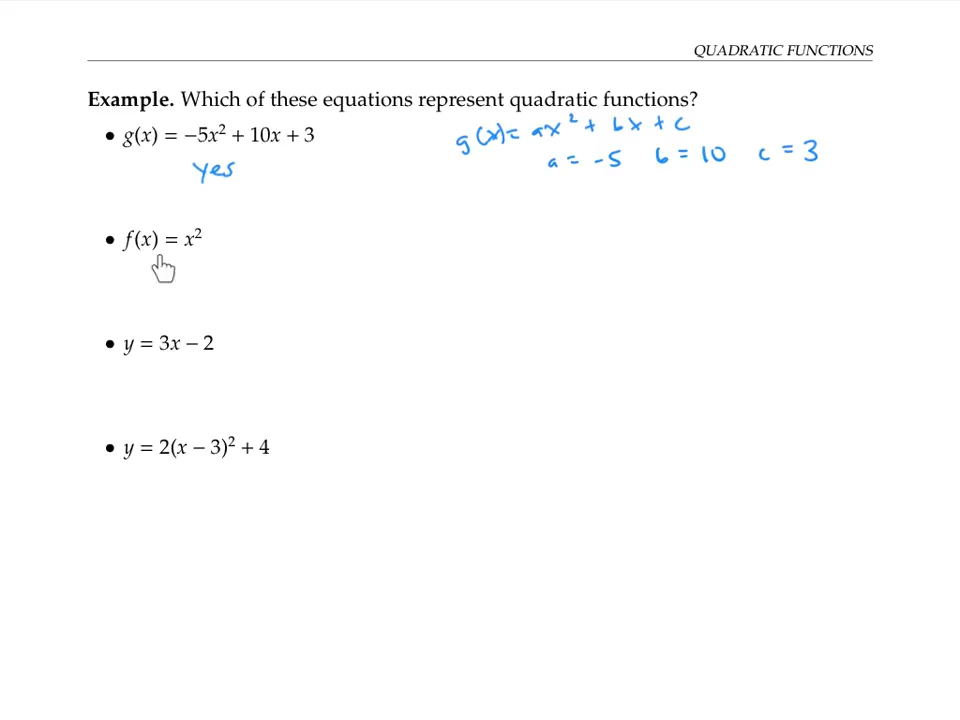 QUADRATIC FUNCTIONS
Example. Which of these equations represent quadratic functions?
• g(x) = −5x² + 10x + 3
g(x) = ax² + bx + c
a = -5 b = 10 c = 3
yes
• f(x) = x²
• y = 3x − 2
• y = 2(x − 3)² + 4